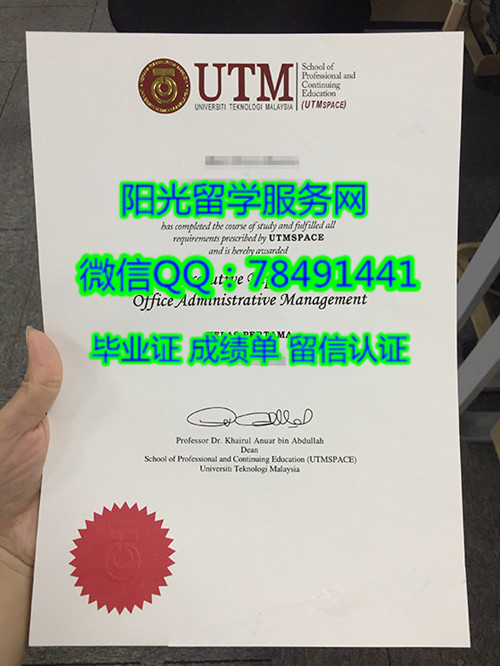 UTM
UNIVERSITI TEKNOLOGI MALAYSIA
School of
Professional and
Continuing
Education
(UTMSPACE)
阳光留学服务网
has completed the course of study and fulfilled all
requirements prescribed by UTMSPACE
and is hereby awarded
微信QQ：78491441
Office Administrative Management
PERTAMA
毕业证 成绩单 留信认证
Professor Dr. Khairul Anuar bin Abdullah
Dean
School of Professional and Continuing Education (UTMSPACE)
Universiti Teknologi Malaysia